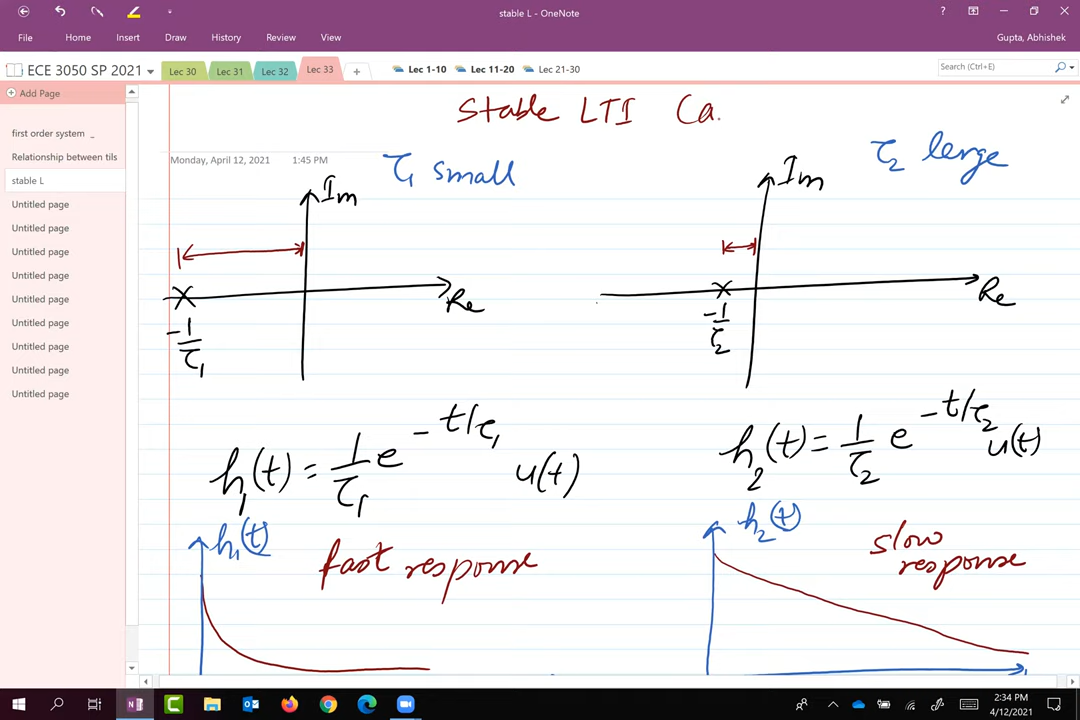 stable L - OneNote
?
File Home Insert Draw History Review View
Gupta, Abhishek
ECE 3050 SP 2021
Lec 30 Lec 31 Lec 32 Lec 33 +
Lec 1-10 Lec 11-20 Lec 21-30
Search (Ctrl+E)
Add Page
first order system _
Relationship between tils
stable L
Untitled page
Untitled page
Untitled page
Untitled page
Untitled page
Untitled page
Untitled page
Untitled page
Untitled page
Stable LTI Ca.
Monday, April 12, 2021 1:45 PM
τ₁ small
τ₂ large
Im
Re
-1/τ₁
Im
Re
-1/τ₂
h₁(t) = 1/τ₁ e^(-t/τ₁) u(t)
h₂(t) = 1/τ₂ e^(-t/τ₂) u(t)
h₁(t)
fast response
h₂(t)
slow
response
2:34 PM
4/12/2021